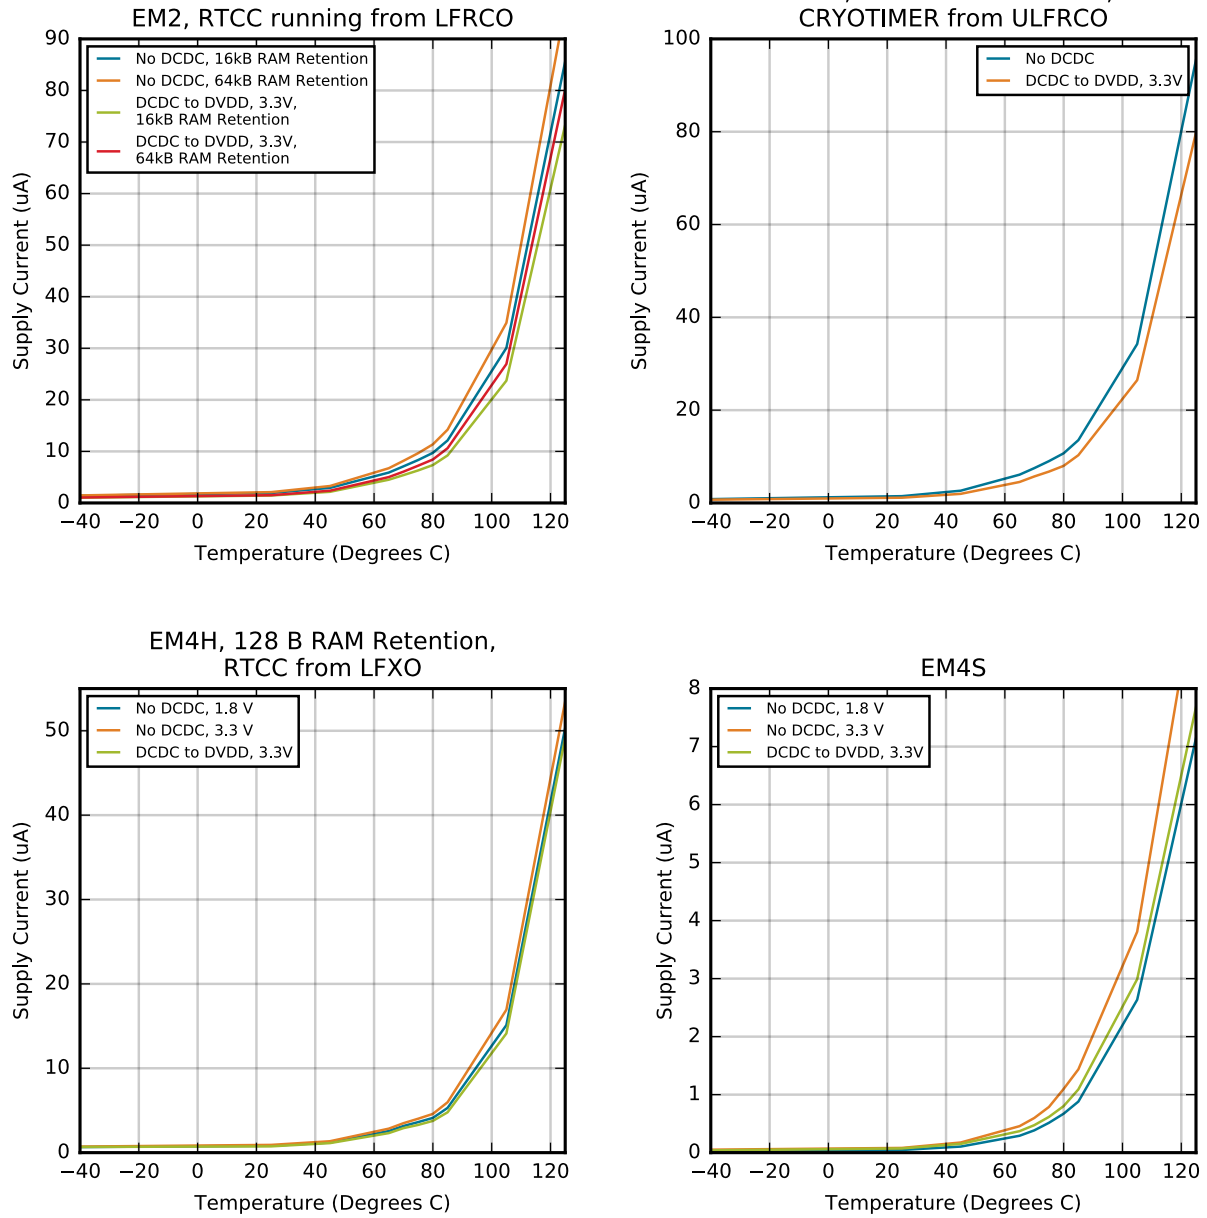 EM2, RTCC running from LFRCO
90
80
70
60
50
40
30
20
10
0
Supply Current (uA)
No DCDC, 16kB RAM Retention
No DCDC, 64kB RAM Retention
DCDC to DVDD, 3.3V,
16kB RAM Retention
DCDC to DVDD, 3.3V,
64kB RAM Retention
−40 −20 0 20 40 60 80 100 120
Temperature (Degrees C)
CRYOTIMER from ULFRCO
100
80
60
40
20
0
Supply Current (uA)
No DCDC
DCDC to DVDD, 3.3V
−40 −20 0 20 40 60 80 100 120
Temperature (Degrees C)
EM4H, 128 B RAM Retention,
RTCC from LFXO
50
40
30
20
10
0
Supply Current (uA)
No DCDC, 1.8 V
No DCDC, 3.3 V
DCDC to DVDD, 3.3V
−40 −20 0 20 40 60 80 100 120
Temperature (Degrees C)
EM4S
8
7
6
5
4
3
2
1
0
Supply Current (uA)
No DCDC, 1.8 V
No DCDC, 3.3 V
DCDC to DVDD, 3.3V
−40 −20 0 20 40 60 80 100 120
Temperature (Degrees C)